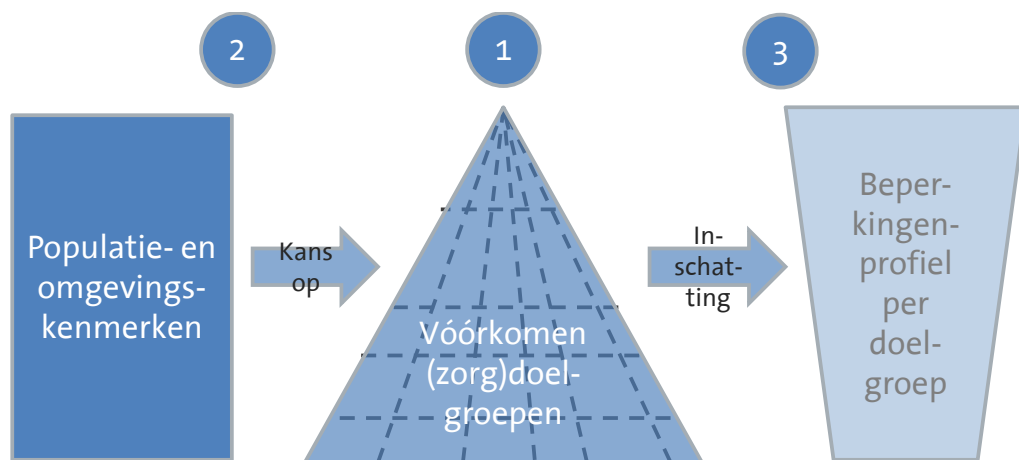 2
1
3
Populatie- en
omgevings-
kenmerken
Kans
op
Vóórkomen
(zorg)doel-
groepen
In-
schat-
ting
Beper-
kingen-
profiel
per
doel-
groep